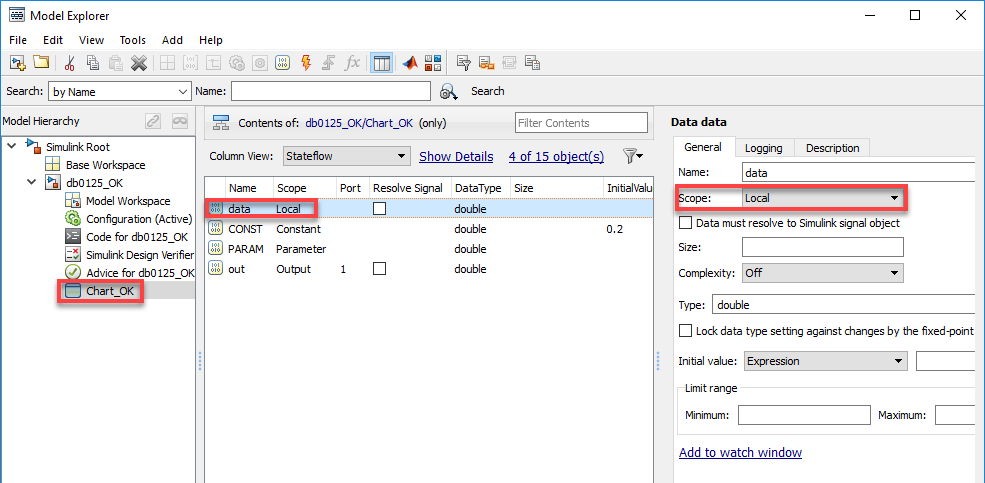 Model Explorer
File Edit View Tools Add Help
Search: by Name Name: Search
Model Hierarchy
Simulink Root
Base Workspace
db0125_OK
Model Workspace
Configuration (Active)
Code for db0125_OK
Simulink Design Verifier
Advice for db0125_OK
Chart_OK
Contents of: db0125_OK/Chart_OK (only) Filter Contents
Column View: Stateflow Show Details 4 of 15 object(s)
Name Scope Port Resolve Signal DataType Size InitialValu
data Local double
CONST Constant double 0.2
PARAM Parameter double
out Output 1 double
Data data
General Logging Description
Name: data
Scope: Local
Data must resolve to Simulink signal object
Size:
Complexity: Off
Type: double
Lock data type setting against changes by the fixed-point
Initial value: Expression
Limit range
Minimum: Maximum:
Add to watch window